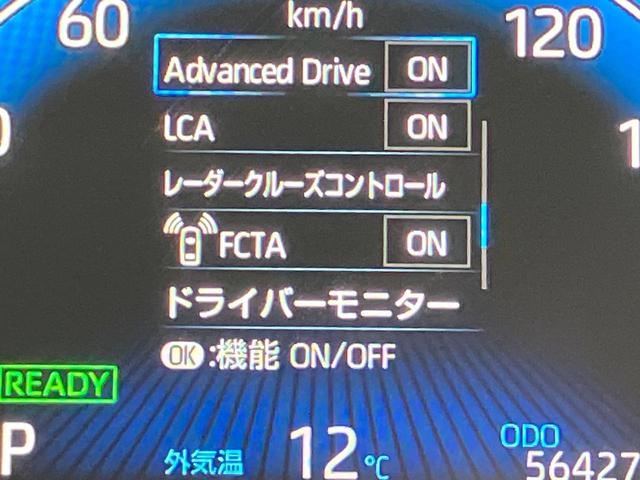 km/h
60
120
Advanced Drive ON
LCA ON
レーダークルーズコントロール
FCTA ON
ドライバーモニター
OK:機能 ON/OFF
READY
P
外気温 12℃
ODO
56427